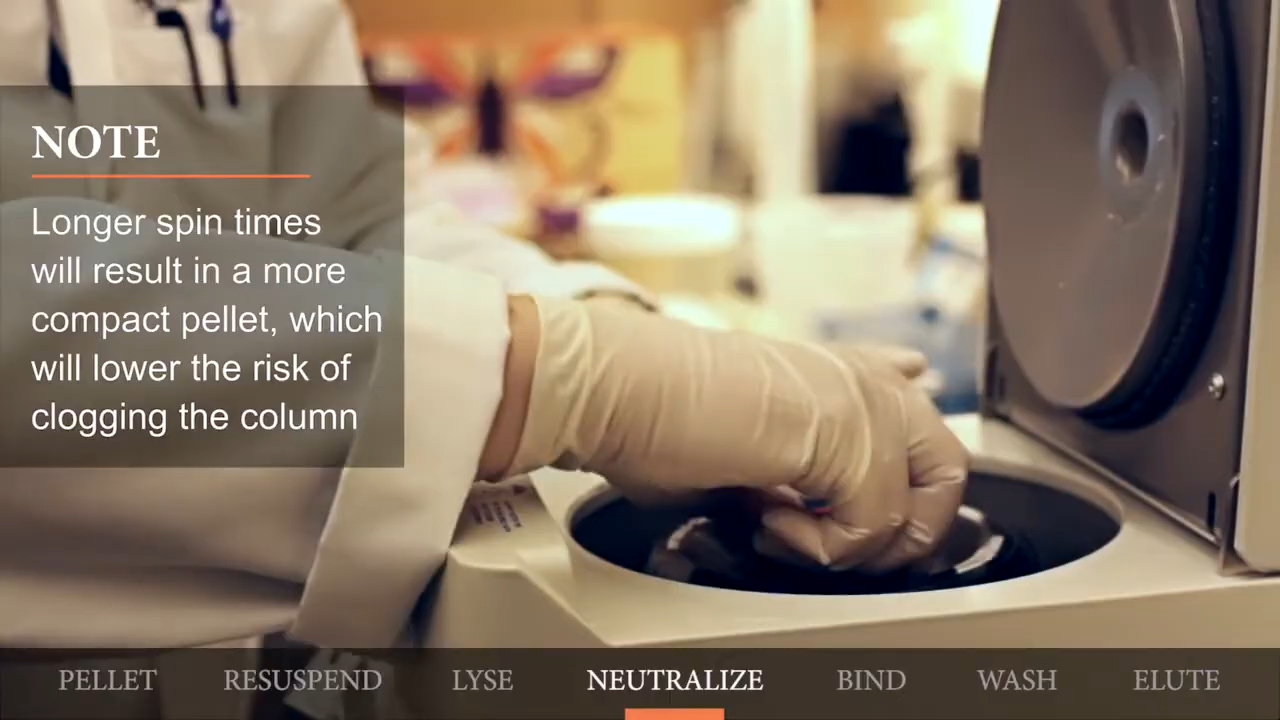 NOTE
Longer spin times
will result in a more
compact pellet, which
will lower the risk of
clogging the column
PELLET RESUSPEND LYSE NEUTRALIZE BIND WASH ELUTE